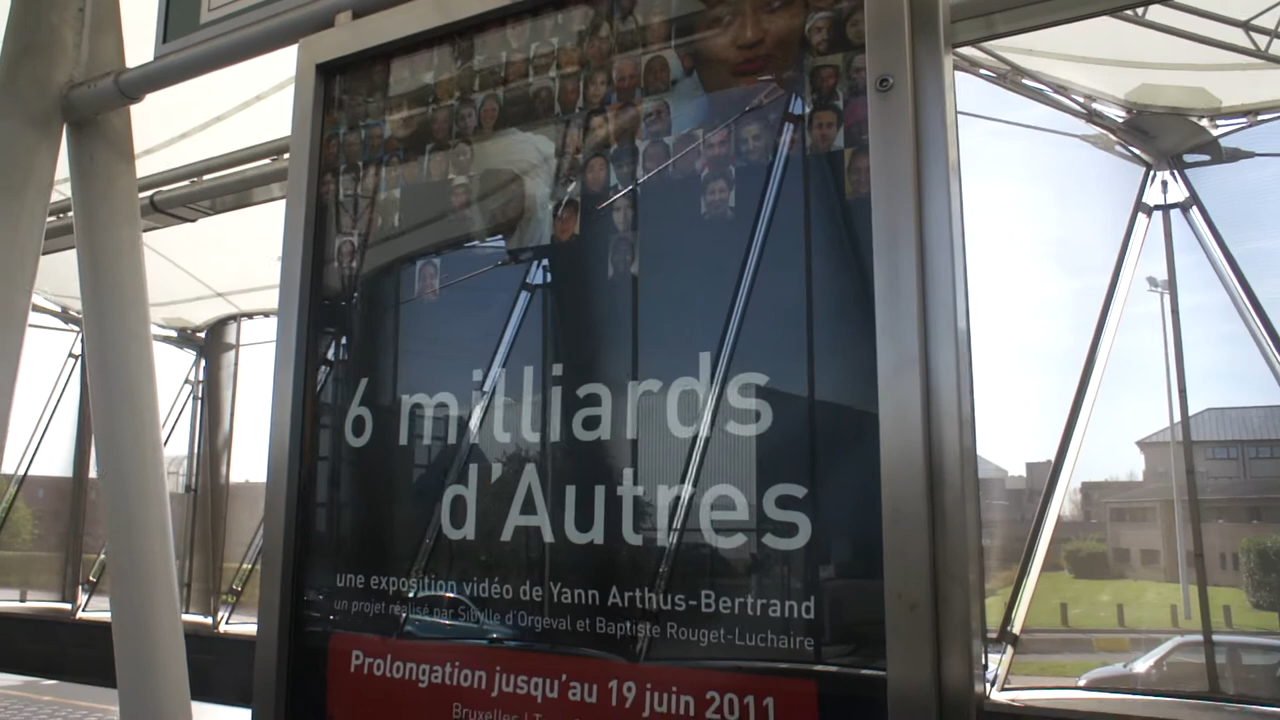 6 milliards
d'Autres
une exposition vidéo de Yann Arthus-Bertrand
un projet réalisé par Sibylle d'Orgeval et Baptiste Rouget-Luchaire
Prolongation jusqu'au 19 juin 2011
Bruxelles |